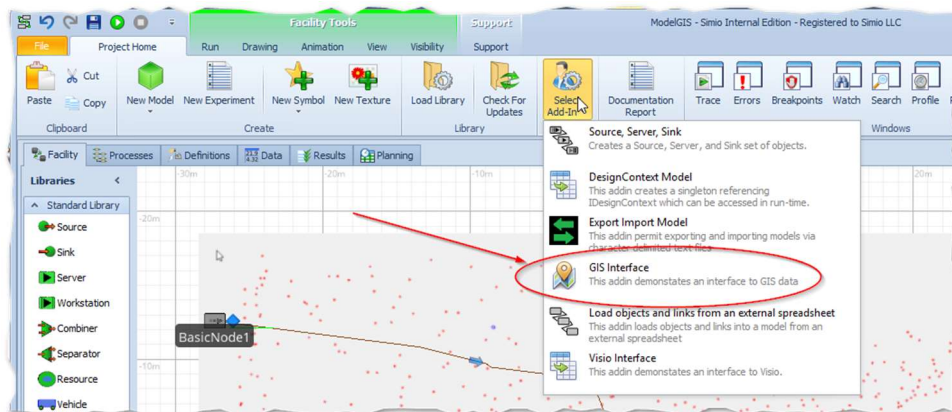 Facility Tools
Support
ModelGIS - Simio Internal Edition - Registered to Simio LLC
File
Project Home
Run
Drawing
Animation
View
Visibility
Support
Paste
Cut
Copy
New Model
New Experiment
New Symbol
New Texture
Load Library
Check For
Updates
Select
Add-In
Documentation
Report
Trace
Errors
Breakpoints
Watch
Search
Profile
Clipboard
Create
Library
Windows
Facility
Processes
Definitions
Data
Results
Planning
Libraries
Standard Library
Source
Sink
Server
Workstation
Combiner
Separator
Resource
Vehicle
-30m
-20m
-10m
20m
-20m
-10m
BasicNode1
Source, Server, Sink
Creates a Source, Server, and Sink set of objects.
DesignContext Model
This addin creates a singleton referencing
IDesignContext which can be accessed in run-time.
Export Import Model
This addin permit exporting and importing models via
character delimited text files
GIS Interface
This addin demonstates an interface to GIS data
Load objects and links from an external spreadsheet
This addin loads objects and links into a model from an
external spreadsheet
Visio Interface
This addin demonstates an interface to Visio.